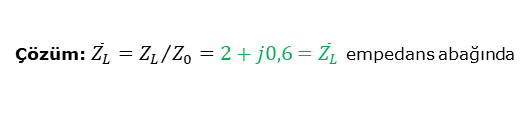 Çözüm: Ż_L = Z_L/Z_0 = 2 + j0,6 = Ż_L empedans abağında